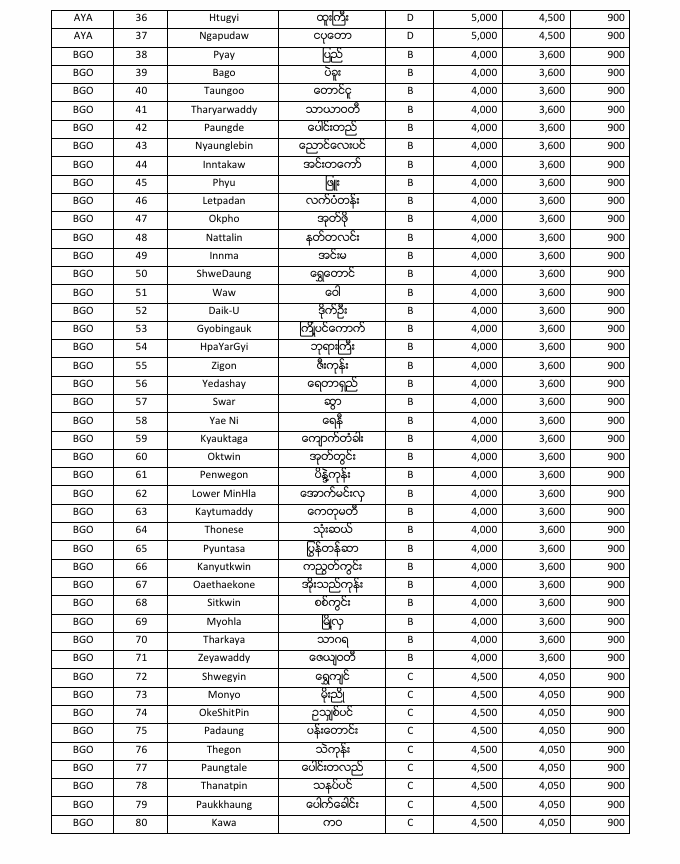 AYA 36 Htugyi ထူးကြီး D 5,000 4,500 900
AYA 37 Ngapudaw ငပုတော D 5,000 4,500 900
BGO 38 Pyay ပြည် B 4,000 3,600 900
BGO 39 Bago ပဲခူး B 4,000 3,600 900
BGO 40 Taungoo တောင်ငူ B 4,000 3,600 900
BGO 41 Tharyarwaddy သာယာဝတီ B 4,000 3,600 900
BGO 42 Paungde ပေါင်းတည် B 4,000 3,600 900
BGO 43 Nyaunglebin ညောင်လေးပင် B 4,000 3,600 900
BGO 44 Inntakaw အင်းတကော် B 4,000 3,600 900
BGO 45 Phyu ဖြူး B 4,000 3,600 900
BGO 46 Letpadan လက်ပံတန်း B 4,000 3,600 900
BGO 47 Okpho အုတ်ဖို B 4,000 3,600 900
BGO 48 Nattalin နတ်တလင်း B 4,000 3,600 900
BGO 49 Innma အင်းမ B 4,000 3,600 900
BGO 50 ShweDaung ရွှေတောင် B 4,000 3,600 900
BGO 51 Waw ဝေါ B 4,000 3,600 900
BGO 52 Daik-U ဒိုက်ဦး B 4,000 3,600 900
BGO 53 Gyobingauk ကြို့ပင်ကောက် B 4,000 3,600 900
BGO 54 HpaYarGyi ဘုရားကြီး B 4,000 3,600 900
BGO 55 Zigon ဇီးကုန်း B 4,000 3,600 900
BGO 56 Yedashay ရေတာရှည် B 4,000 3,600 900
BGO 57 Swar ဆွာ B 4,000 3,600 900
BGO 58 Yae Ni ရေနီ B 4,000 3,600 900
BGO 59 Kyauktaga ကျောက်တံခါး B 4,000 3,600 900
BGO 60 Oktwin အုတ်တွင်း B 4,000 3,600 900
BGO 61 Penwegon ပဲနွယ်ကုန်း B 4,000 3,600 900
BGO 62 Lower MinHla အောက်မင်းလှ B 4,000 3,600 900
BGO 63 Kaytumaddy ကေတုမတီ B 4,000 3,600 900
BGO 64 Thonese သုံးဆယ် B 4,000 3,600 900
BGO 65 Pyuntasa ပြွန်တန်ဆာ B 4,000 3,600 900
BGO 66 Kanyutkwin ကညွတ်ကွင်း B 4,000 3,600 900
BGO 67 Oaethaekone အိုးသည်ကုန်း B 4,000 3,600 900
BGO 68 Sitkwin စစ်ကွင်း B 4,000 3,600 900
BGO 69 Myohla မြို့လှ B 4,000 3,600 900
BGO 70 Tharkaya သာဂရ B 4,000 3,600 900
BGO 71 Zeyawaddy ဇေယျဝတီ B 4,000 3,600 900
BGO 72 Shwegyin ရွှေကျင် C 4,500 4,050 900
BGO 73 Monyo မိုးညို C 4,500 4,050 900
BGO 74 OkeShitPin ဥသျှစ်ပင် C 4,500 4,050 900
BGO 75 Padaung ပန်းတောင်း C 4,500 4,050 900
BGO 76 Thegon သဲကုန်း C 4,500 4,050 900
BGO 77 Paungtale ပေါင်းတလည် C 4,500 4,050 900
BGO 78 Thanatpin သနပ်ပင် C 4,500 4,050 900
BGO 79 Paukkhaung ပေါက်ခေါင်း C 4,500 4,050 900
BGO 80 Kawa ကဝ C 4,500 4,050 900